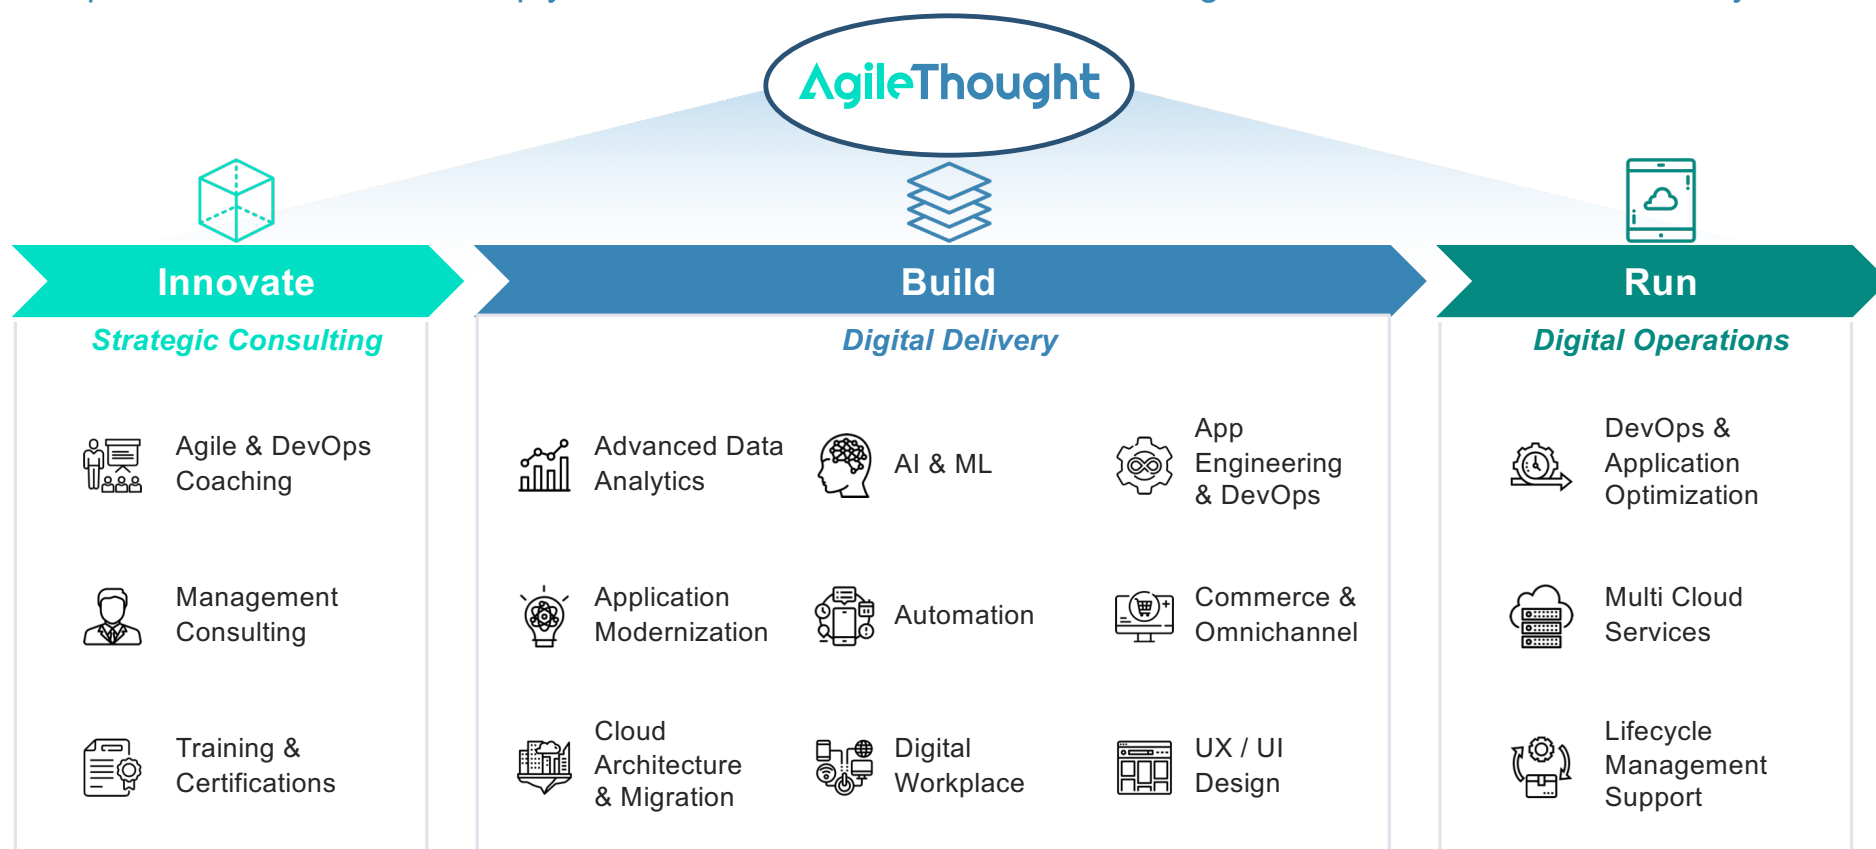 AgileThought
Innovate
Build
Run
Strategic Consulting
Digital Delivery
Digital Operations
Agile & DevOps
Coaching
Management
Consulting
Training &
Certifications
Advanced Data
Analytics
AI & ML
App
Engineering
& DevOps
Application
Modernization
Automation
Commerce &
Omnichannel
Cloud
Architecture
& Migration
Digital
Workplace
UX / UI
Design
DevOps &
Application
Optimization
Multi Cloud
Services
Lifecycle
Management
Support